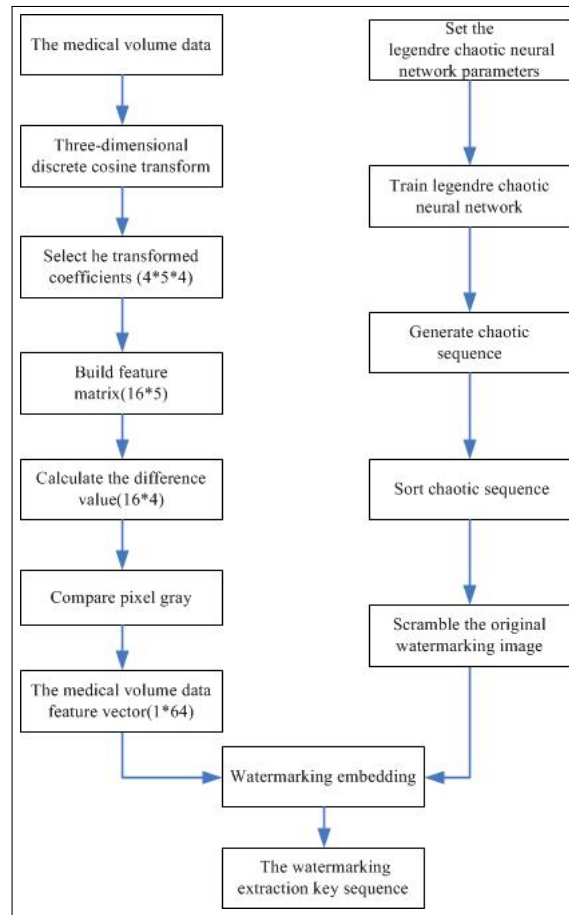 The medical volume data
Three-dimensional
discrete cosine transform
Select he transformed
coefficients (4*5*4)
Build feature
matrix(16*5)
Calculate the difference
value(16*4)
Compare pixel gray
The medical volume data
feature vector(1*64)
Set the
legendre chaotic neural
network parameters
Train legendre chaotic
neural network
Generate chaotic
sequence
Sort chaotic sequence
Scramble the original
watermarking image
Watermarking embedding
The watermarking
extraction key sequence